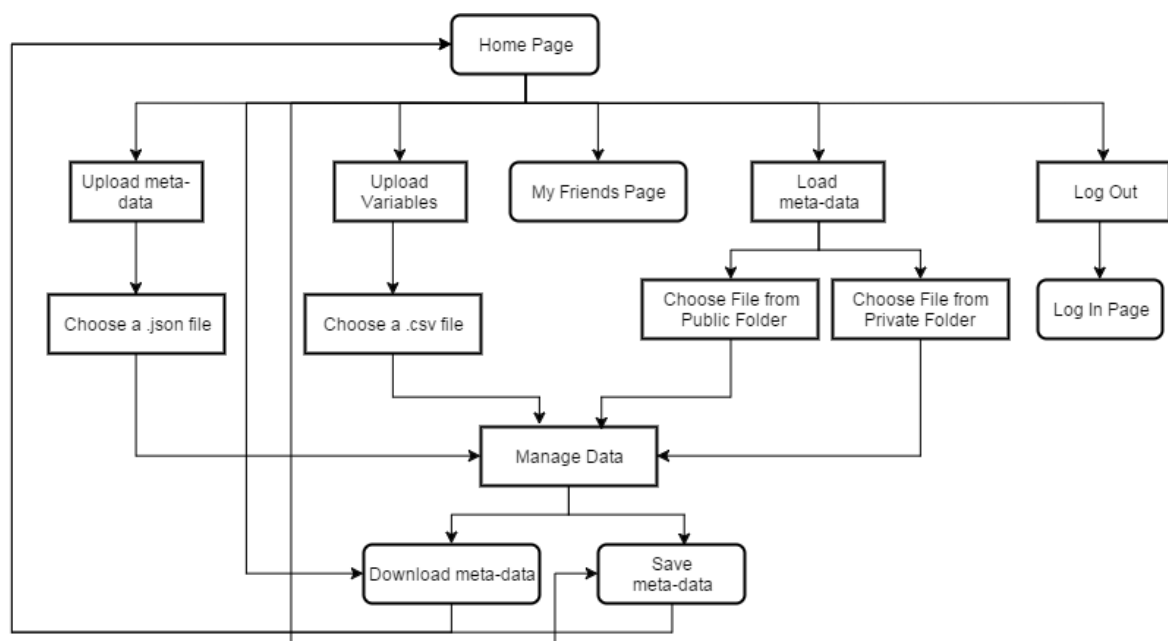 Home Page
Upload meta-
data
Upload
Variables
My Friends Page
Load
meta-data
Log Out
Choose a .json file
Choose a .csv file
Choose File from
Public Folder
Choose File from
Private Folder
Log In Page
Manage Data
Download meta-data
Save
meta-data